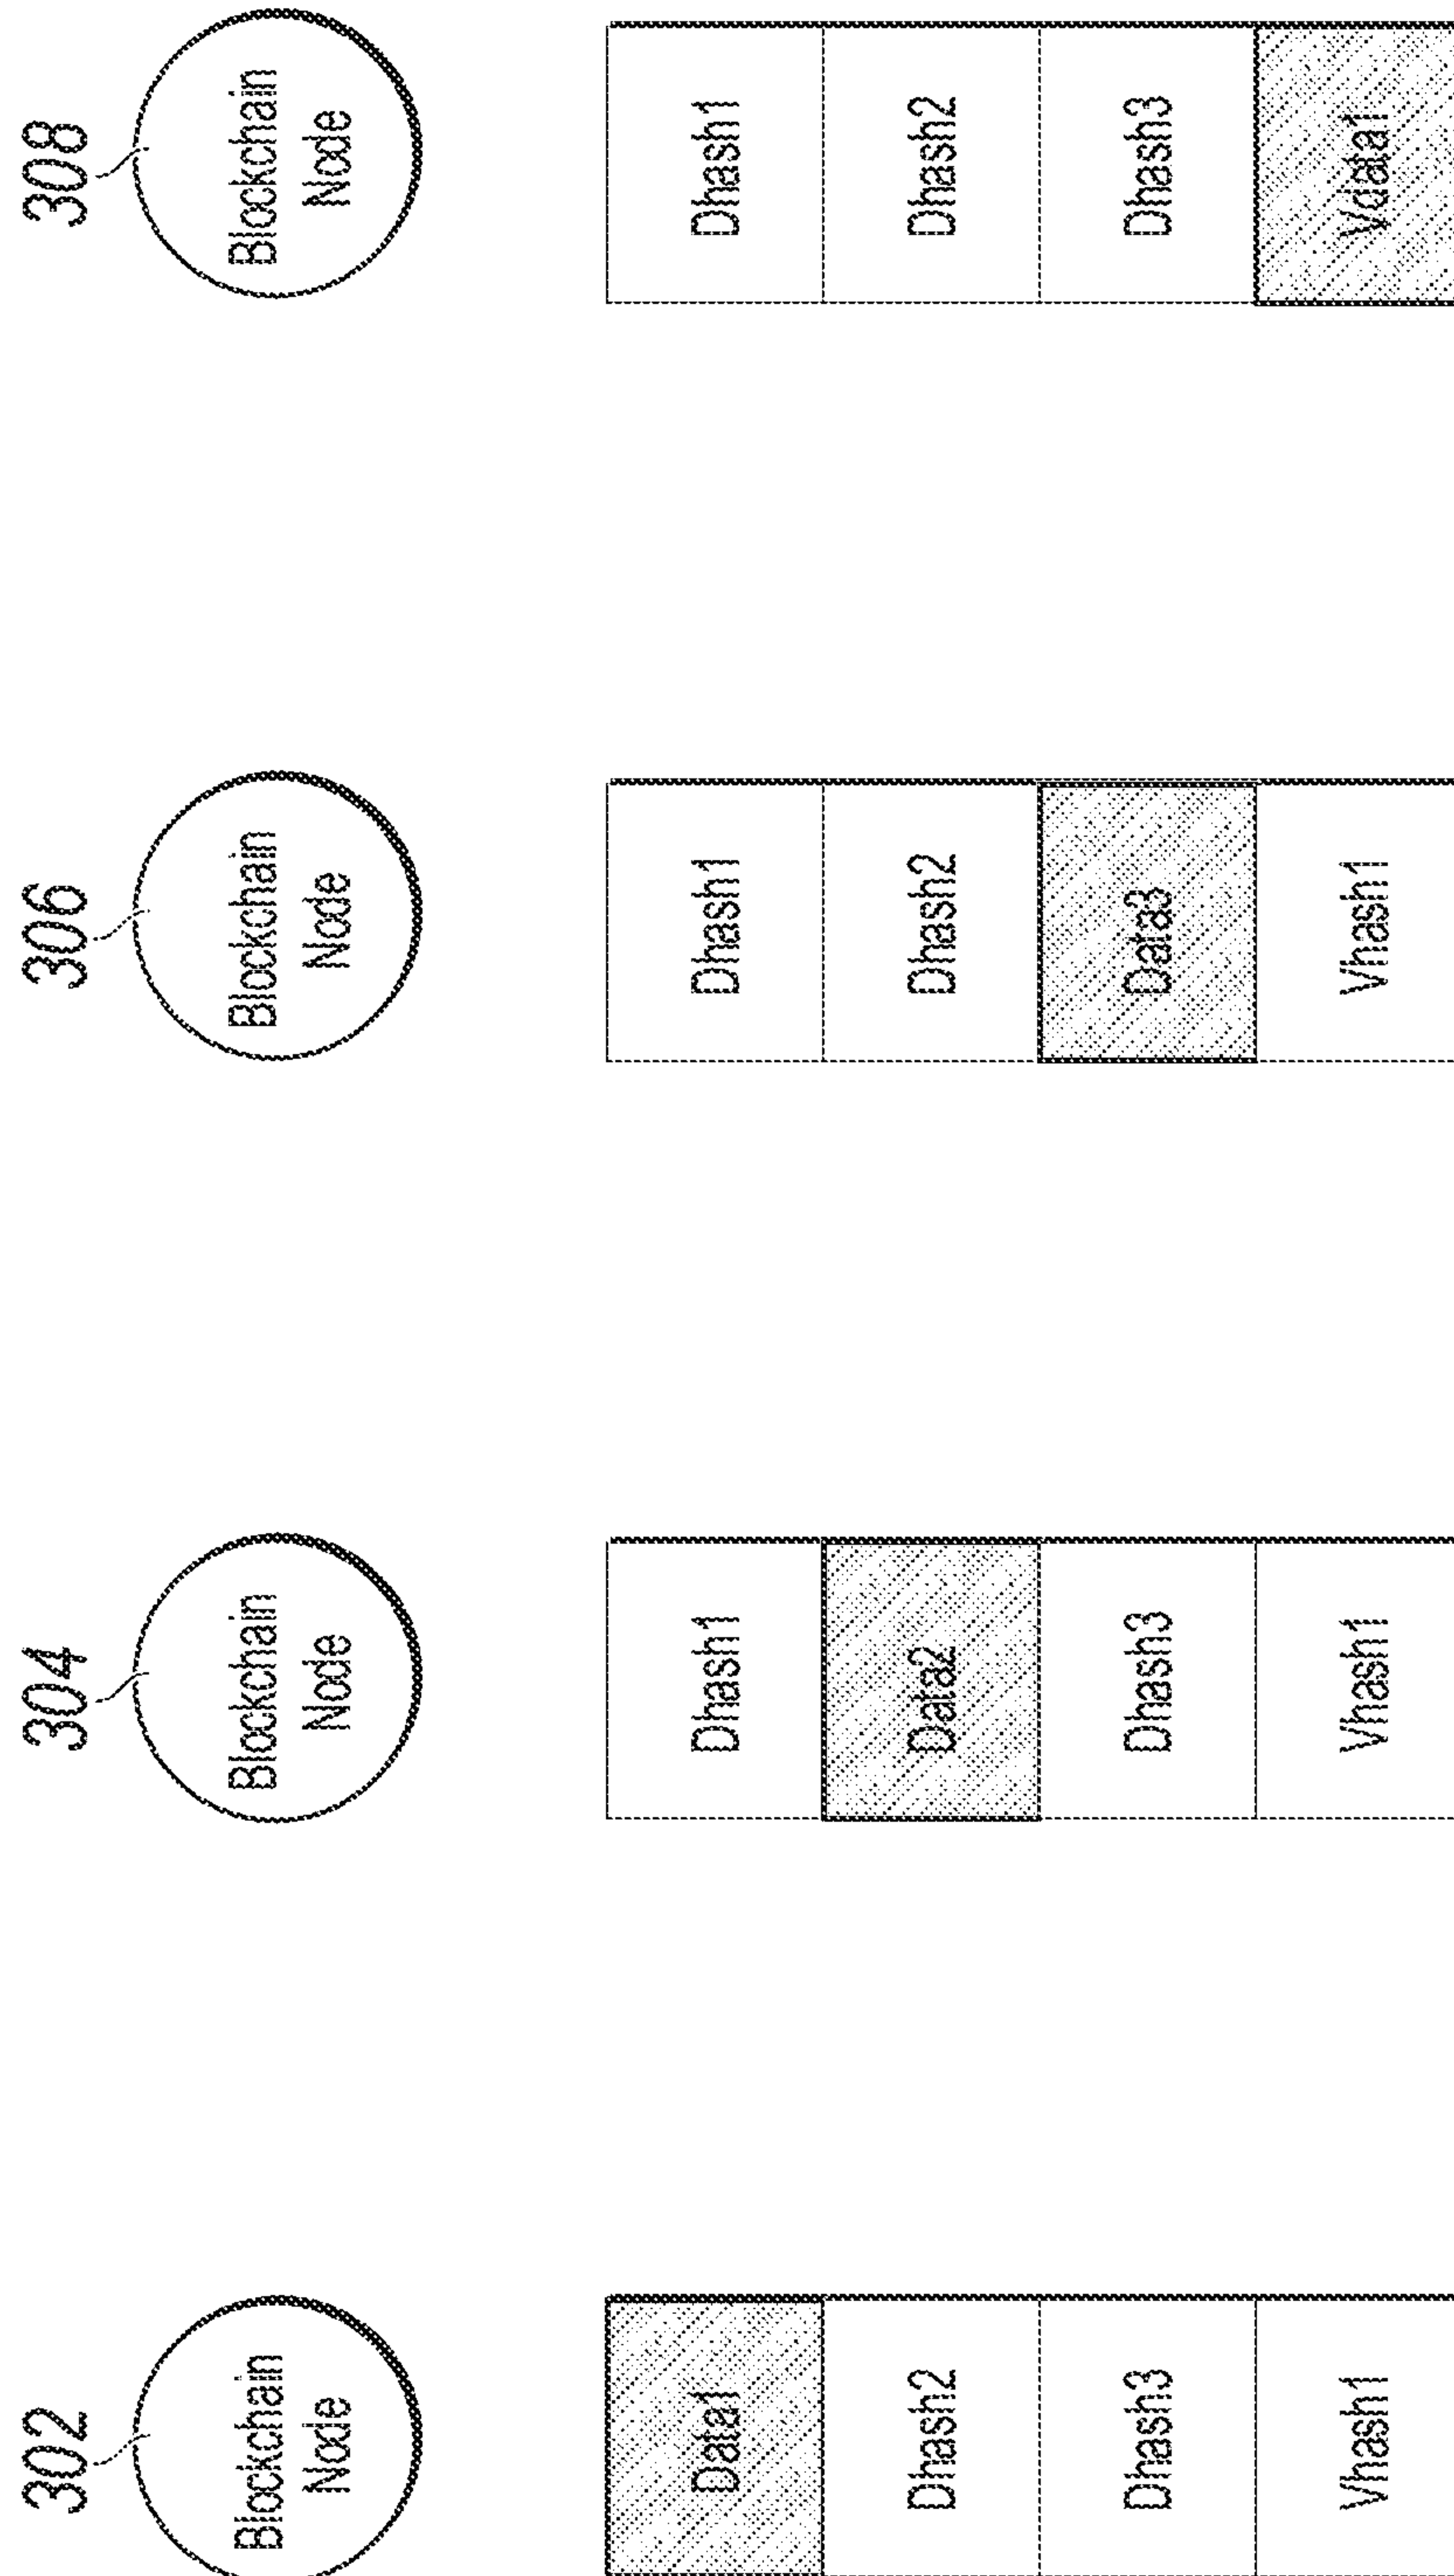 302
304
306
308
Blockchain
Node
Blockchain
Node
Blockchain
Node
Blockchain
Node
Data1
Dhash1
Dhash1
Dhash1
Dhash2
Data2
Dhash2
Dhash2
Dhash3
Dhash3
Data3
Dhash3
Vhash1
Vhash1
Vhash1
Vdata1